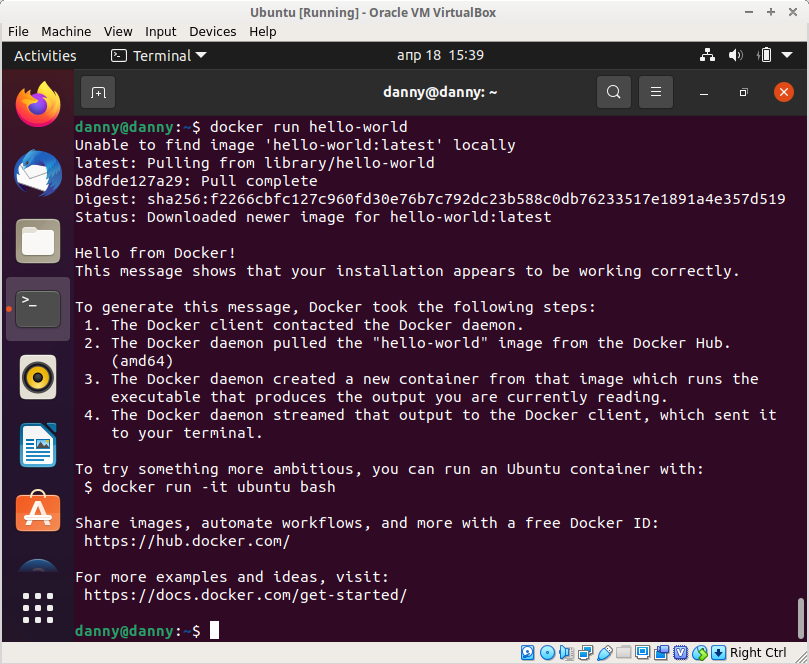 Ubuntu [Running] - Oracle VM VirtualBox
File Machine View Input Devices Help
Activities Terminal апр 18 15:39
danny@danny: ~
danny@danny:~$ docker run hello-world
Unable to find image 'hello-world:latest' locally
latest: Pulling from library/hello-world
b8dfde127a29: Pull complete
Digest: sha256:f2266cbfc127c960fd30e76b7c792dc23b588c0db76233517e1891a4e357d519
Status: Downloaded newer image for hello-world:latest
Hello from Docker!
This message shows that your installation appears to be working correctly.
To generate this message, Docker took the following steps:
1. The Docker client contacted the Docker daemon.
2. The Docker daemon pulled the "hello-world" image from the Docker Hub.
(amd64)
3. The Docker daemon created a new container from that image which runs the
executable that produces the output you are currently reading.
4. The Docker daemon streamed that output to the Docker client, which sent it
to your terminal.
To try something more ambitious, you can run an Ubuntu container with:
$ docker run -it ubuntu bash
Share images, automate workflows, and more with a free Docker ID:
https://hub.docker.com/
For more examples and ideas, visit:
https://docs.docker.com/get-started/
danny@danny:~$
Right Ctrl